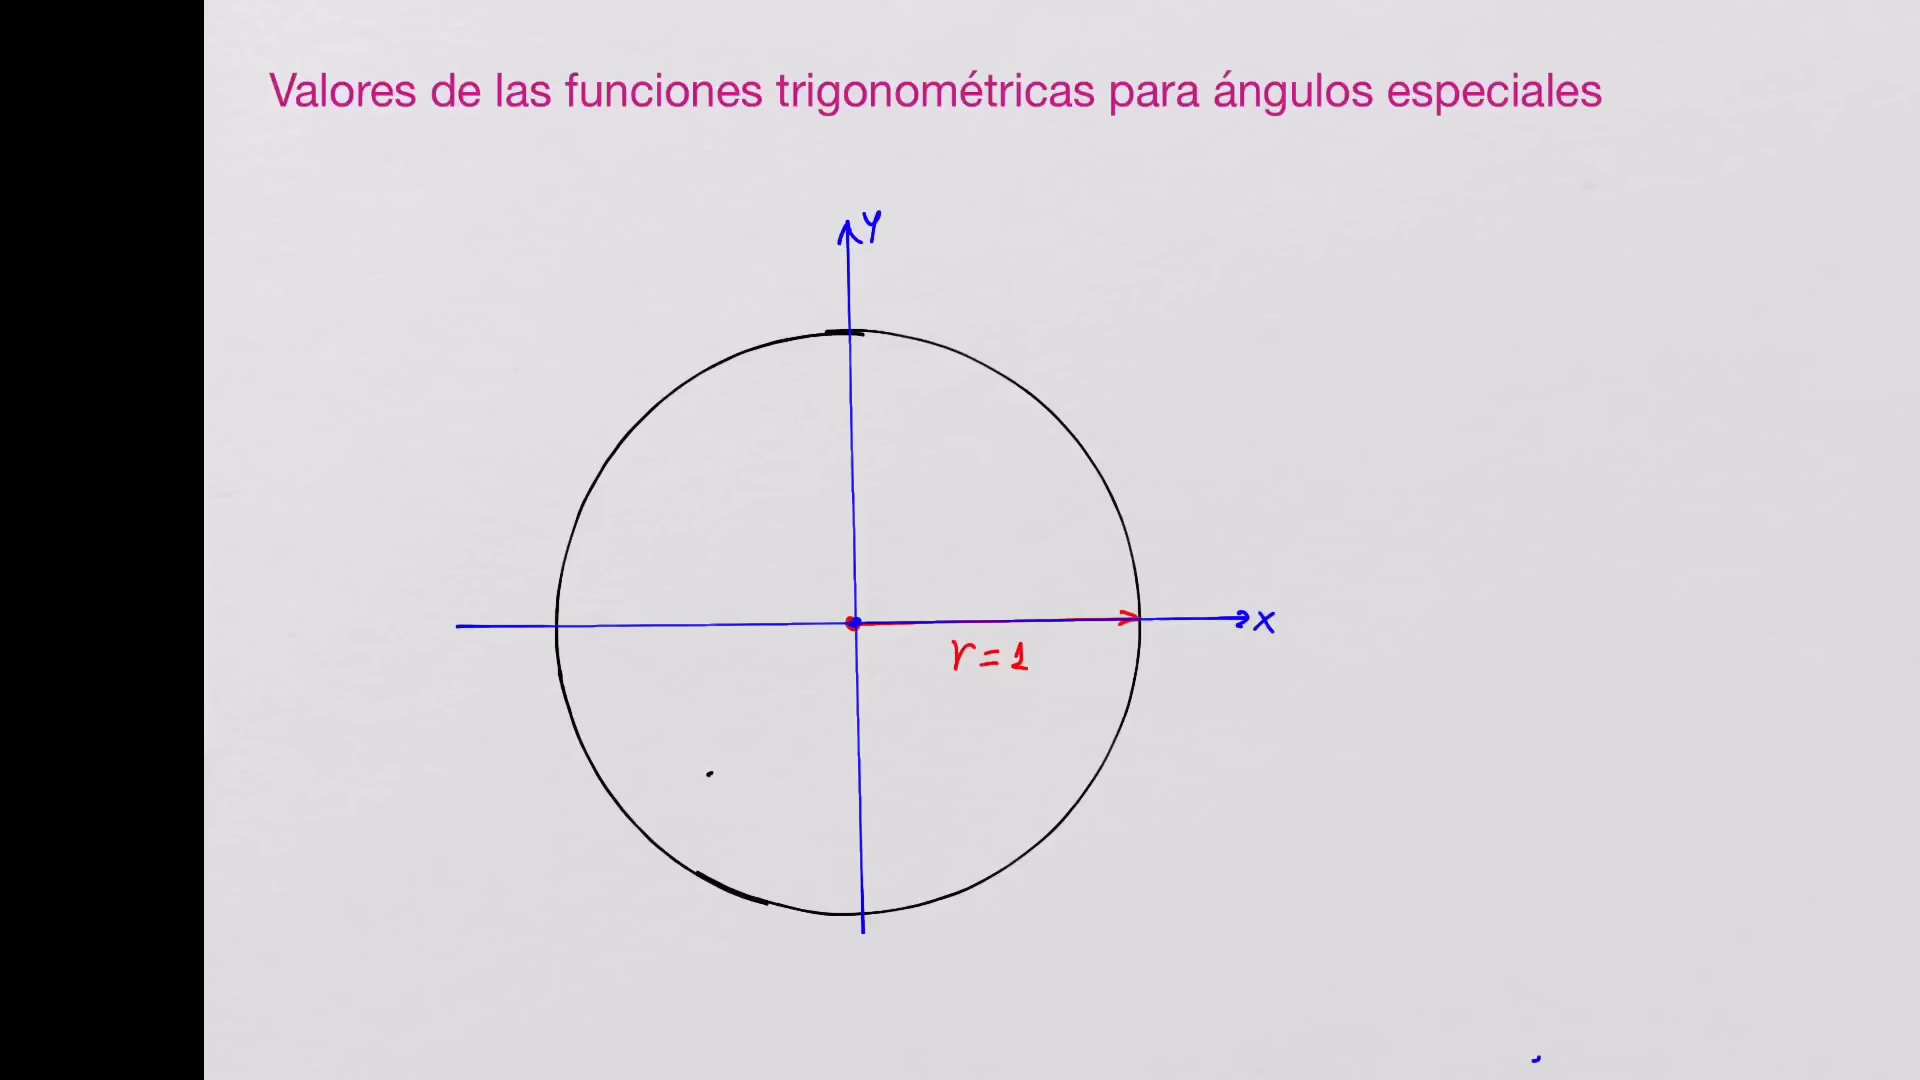 Valores de las funciones trigonométricas para ángulos especiales
y
x
r = 1